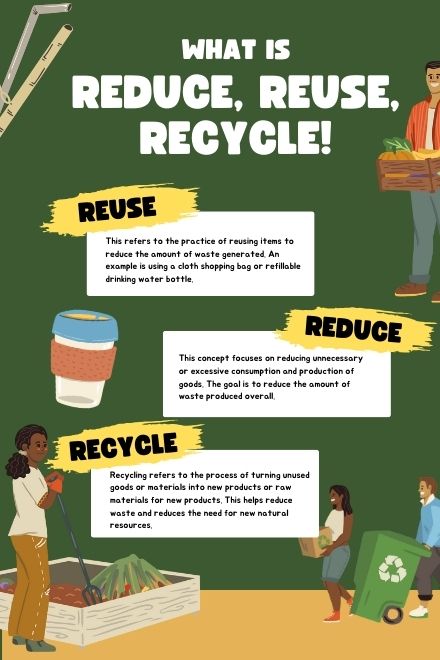 WHAT IS
REDUCE, REUSE,
RECYCLE!
REUSE
This refers to the practice of reusing items to
reduce the amount of waste generated. An
example is using a cloth shopping bag or refillable
drinking water bottle.
REDUCE
This concept focuses on reducing unnecessary
or excessive consumption and production of
goods. The goal is to reduce the amount of
waste produced overall.
RECYCLE
Recycling refers to the process of turning unused
goods or materials into new products or raw
materials for new products. This helps reduce
waste and reduces the need for new natural
resources.